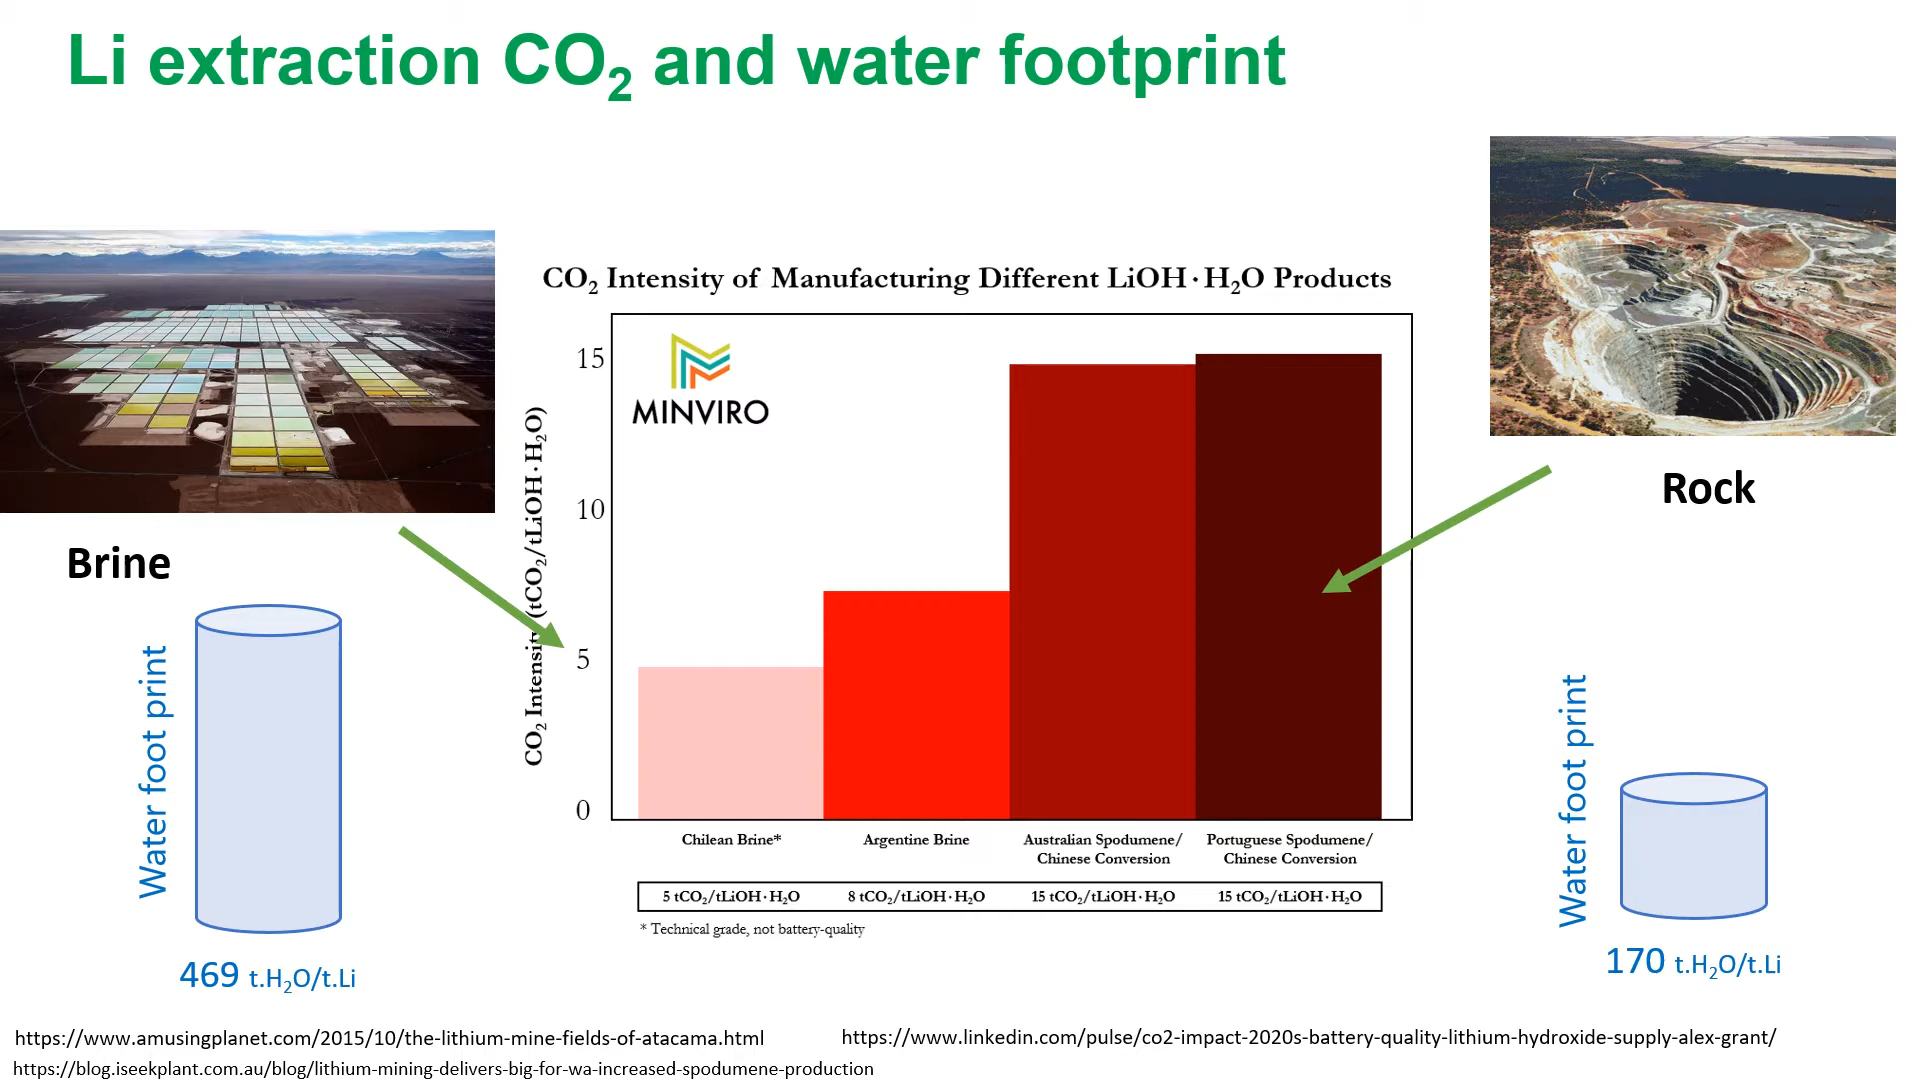 Li extraction CO₂ and water footprint
Brine
Water foot print
469 t.H₂O/t.Li
CO₂ Intensity of Manufacturing Different LiOH·H₂O Products
MINVIRO
CO₂ Intensity (tCO₂/tLiOH·H₂O)
15
10
5
0
Chilean Brine*
Argentine Brine
Australian Spodumene/
Chinese Conversion
Portuguese Spodumene/
Chinese Conversion
5 tCO₂/tLiOH·H₂O
8 tCO₂/tLiOH·H₂O
15 tCO₂/tLiOH·H₂O
15 tCO₂/tLiOH·H₂O
* Technical grade, not battery-quality
Rock
Water foot print
170 t.H₂O/t.Li
https://www.amusingplanet.com/2015/10/the-lithium-mine-fields-of-atacama.html
https://www.linkedin.com/pulse/co2-impact-2020s-battery-quality-lithium-hydroxide-supply-alex-grant/
https://blog.iseekplant.com.au/blog/lithium-mining-delivers-big-for-wa-increased-spodumene-production